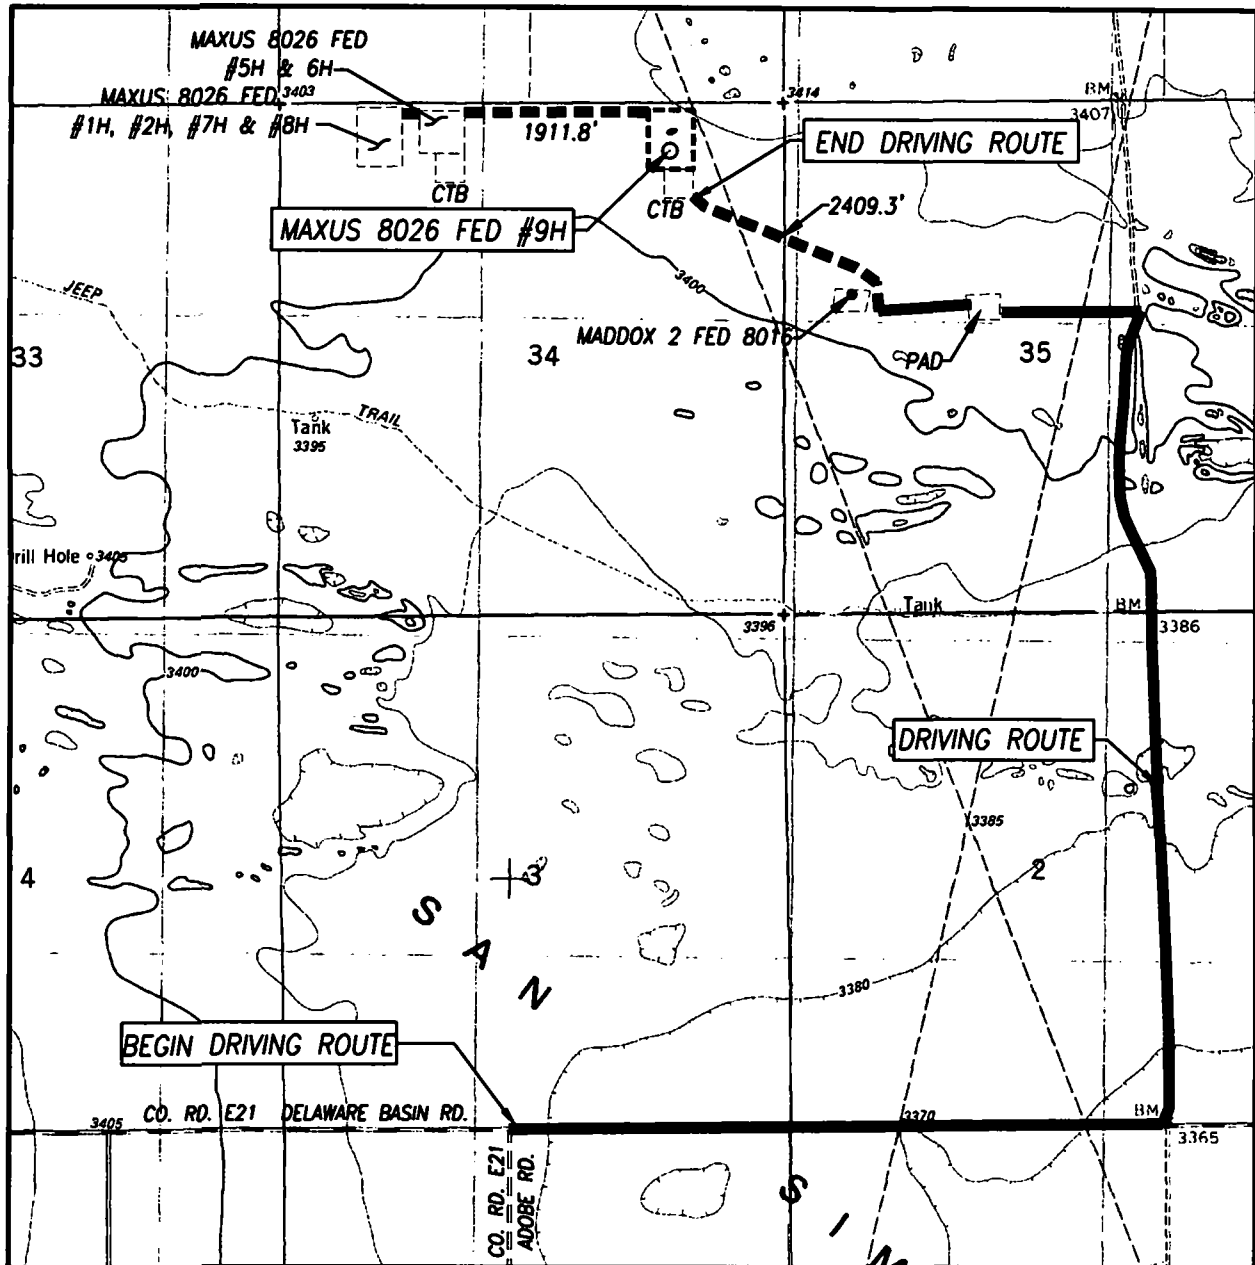 MAXUS 8026 FED
#5H & 6H
MAXUS 8026 FED
#1H, #2H, #7H & #8H
3403
3414
BM
3407
1911.8'
END DRIVING ROUTE
CTB
CTB
2409.3'
MAXUS 8026 FED #9H
JEEP
3400
MADDOX 2 FED 8016
PAD
33
34
35
TRAIL
Tank
3395
rill Hole
3405
Tank
BM
3396
3386
3400
DRIVING ROUTE
3385
4
3
2
S A N
3380
BEGIN DRIVING ROUTE
3405
CO. RD. E21 DELAWARE BASIN RD.
3370
BM
3365
CO. RD. E21
ADOBE RD.
S I M